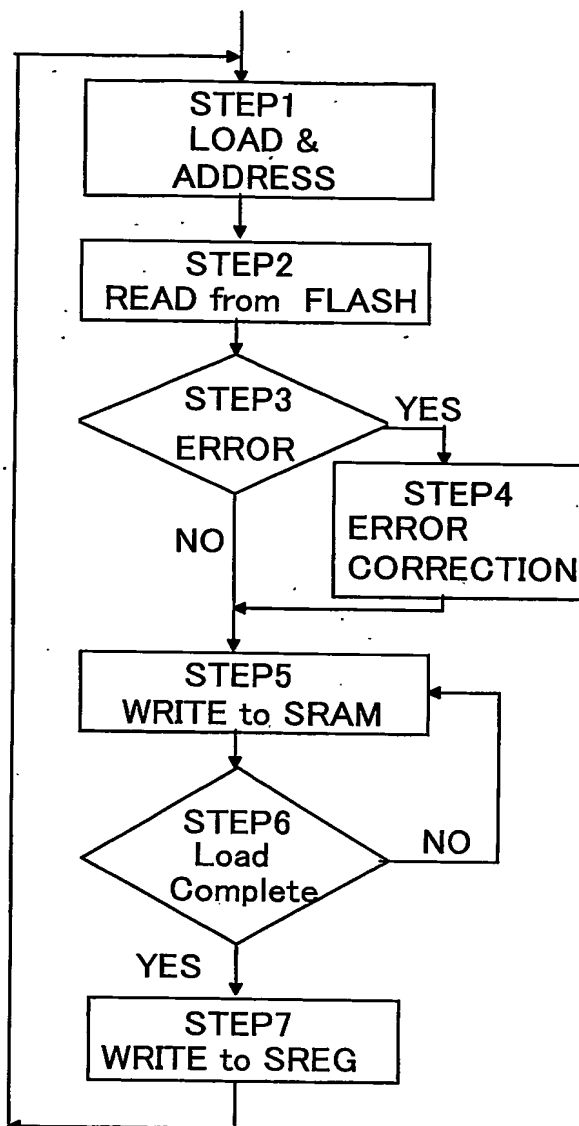 STEP1
LOAD &
ADDRESS
STEP2
READ from FLASH
STEP3
ERROR
YES
STEP4
ERROR
CORRECTION
NO
STEP5
WRITE to SRAM
STEP6
Load
Complete
NO
YES
STEP7
WRITE to SREG